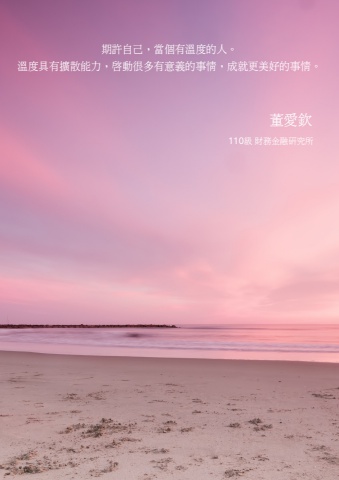 期許自己，當個有溫度的人。
溫度具有擴散能力，啓動很多有意義的事情，成就更美好的事情。
董愛欽
110級 財務金融研究所